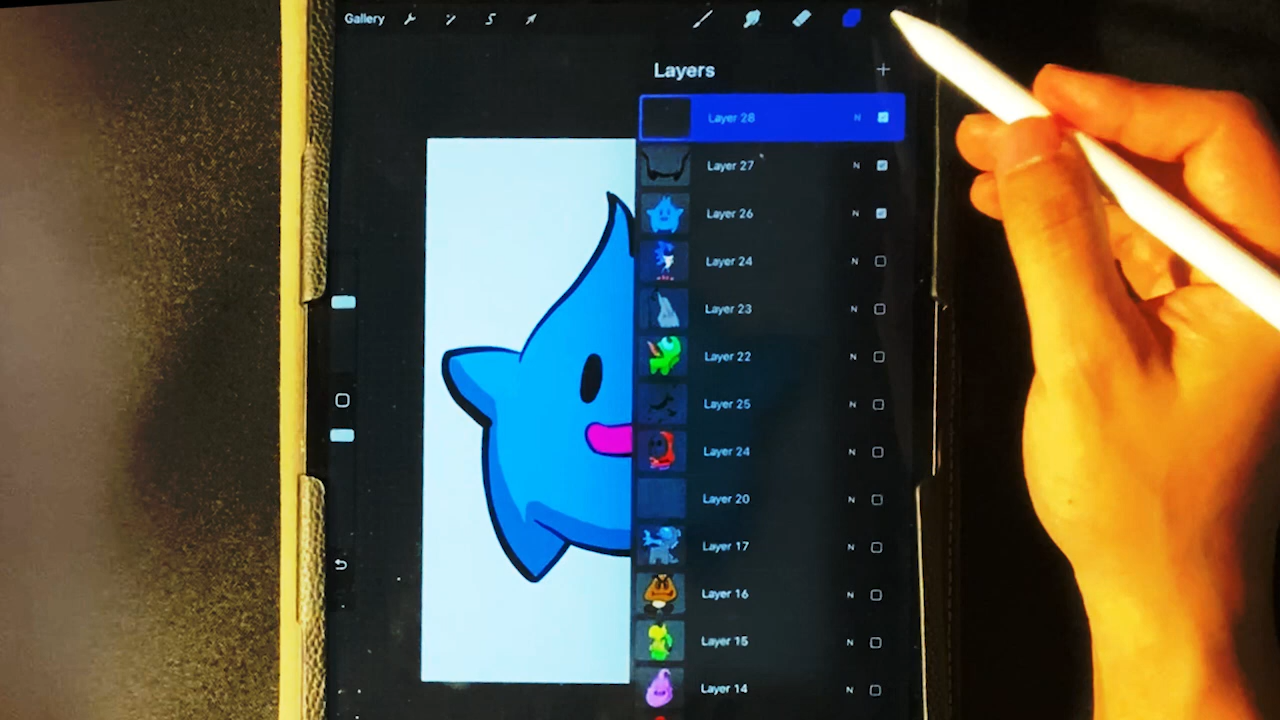 Gallery
Layers +
Layer 28 N
Layer 27 N
Layer 26 N
Layer 24 N
Layer 23 N
Layer 22 N
Layer 25 N
Layer 24 N
Layer 20 N
Layer 17 N
Layer 16 N
Layer 15 N
Layer 14 N